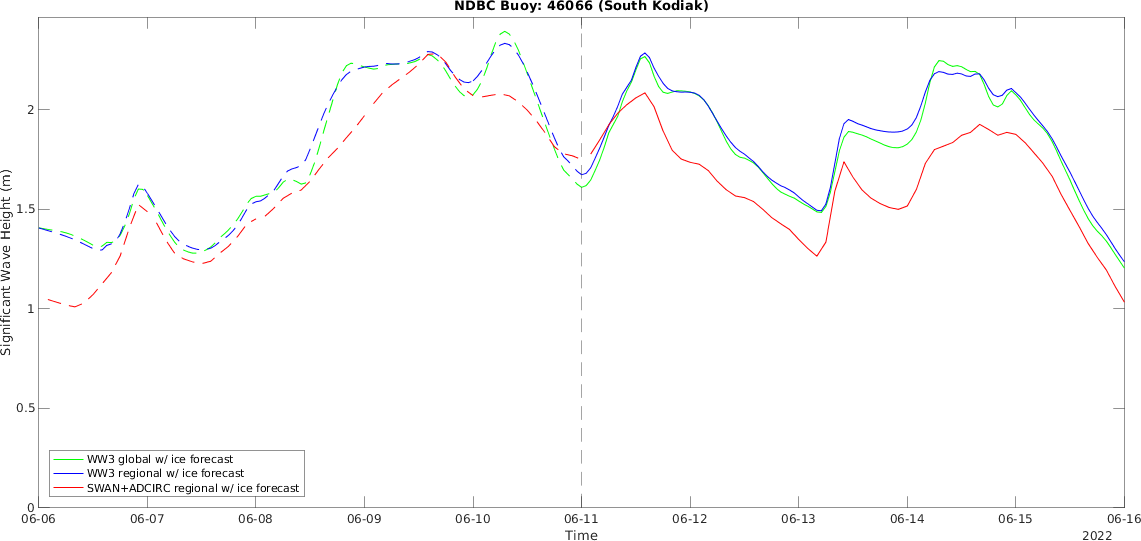 NDBC Buoy: 46066 (South Kodiak)
Significant Wave Height (m)
2
1.5
1
0.5
0
WW3 global w/ ice forecast
WW3 regional w/ ice forecast
SWAN+ADCIRC regional w/ ice forecast
06-06 06-07 06-08 06-09 06-10 06-11 06-12 06-13 06-14 06-15 06-16
Time
2022